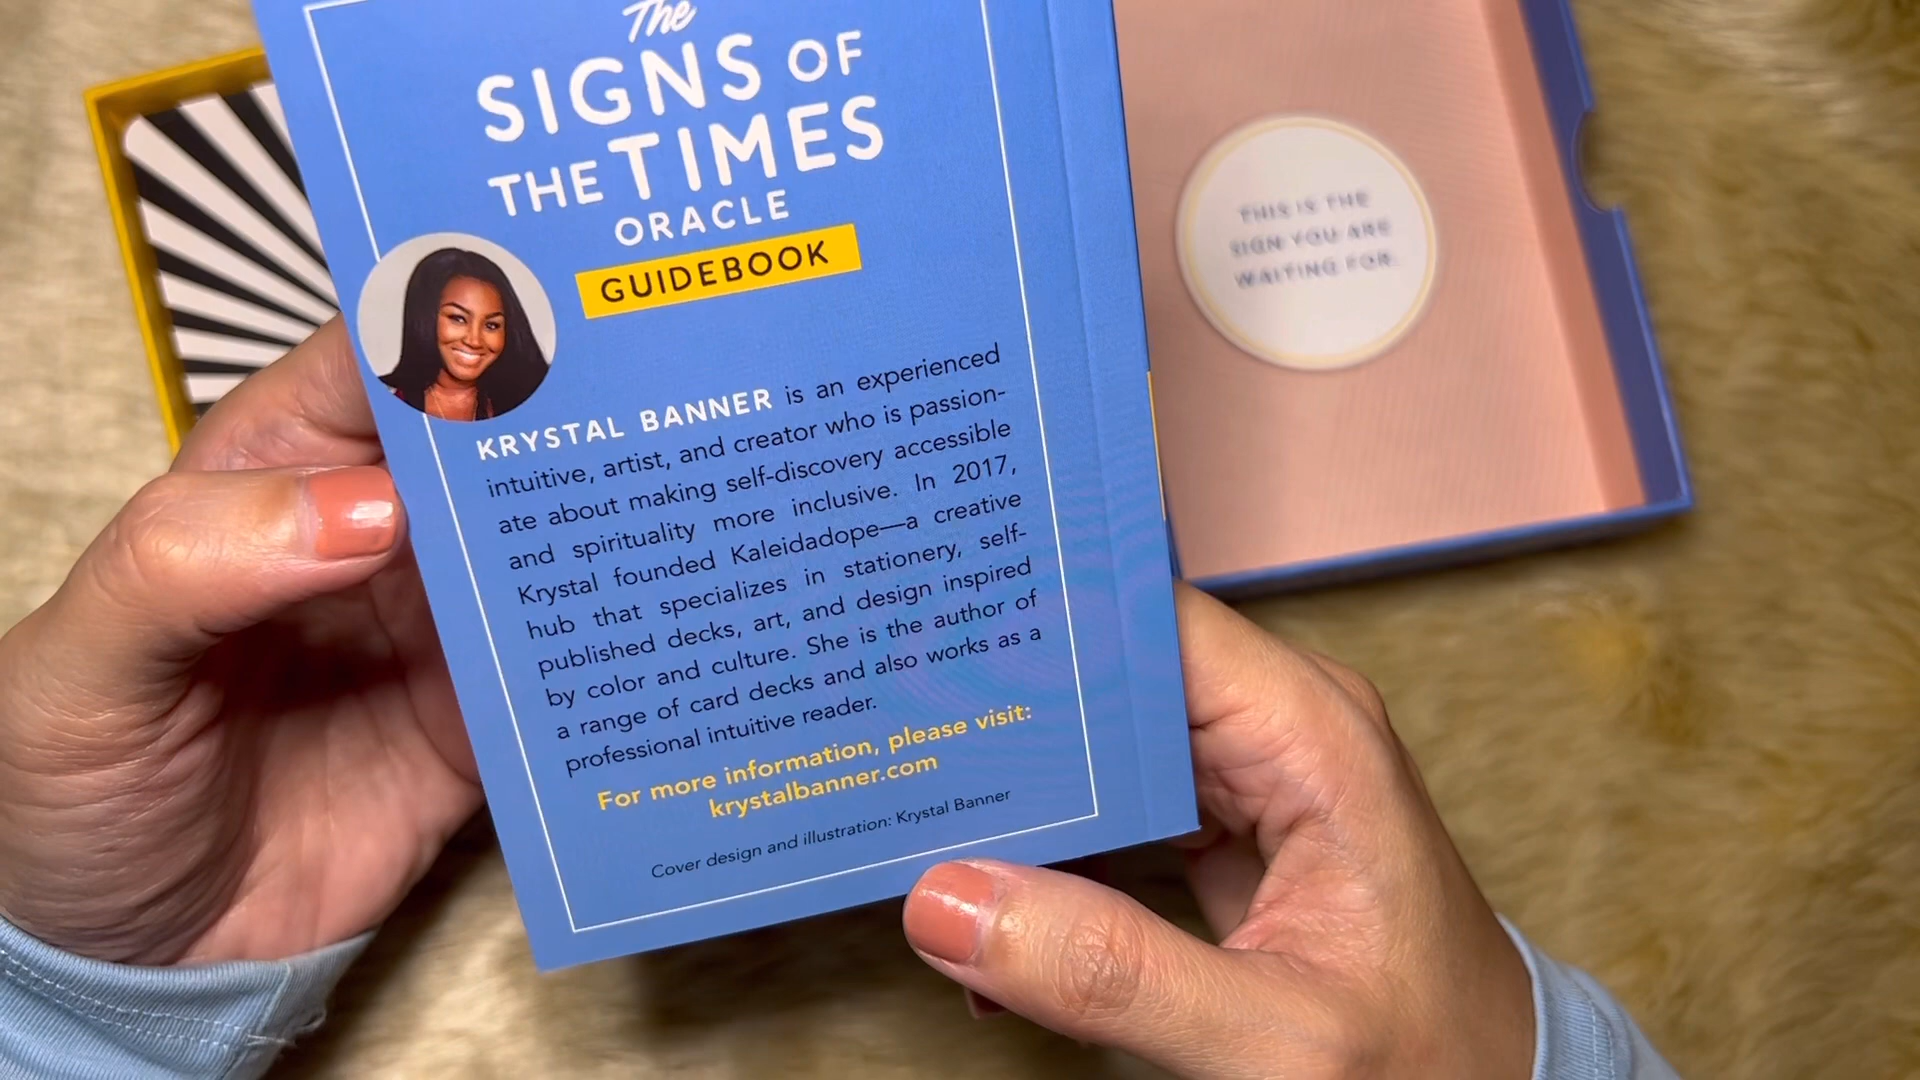 The
SIGNS OF
THE TIMES
ORACLE
GUIDEBOOK
KRYSTAL BANNER is an experienced
intuitive, artist, and creator who is passion-
ate about making self-discovery accessible
and spirituality more inclusive. In 2017,
Krystal founded Kaleidadope—a creative
hub that specializes in stationery, self-
published decks, art, and design inspired
by color and culture. She is the author of
a range of card decks and also works as a
professional intuitive reader.
For more information, please visit:
krystalbanner.com
Cover design and illustration: Krystal Banner
THIS IS THE
SIGN YOU ARE
WAITING FOR.